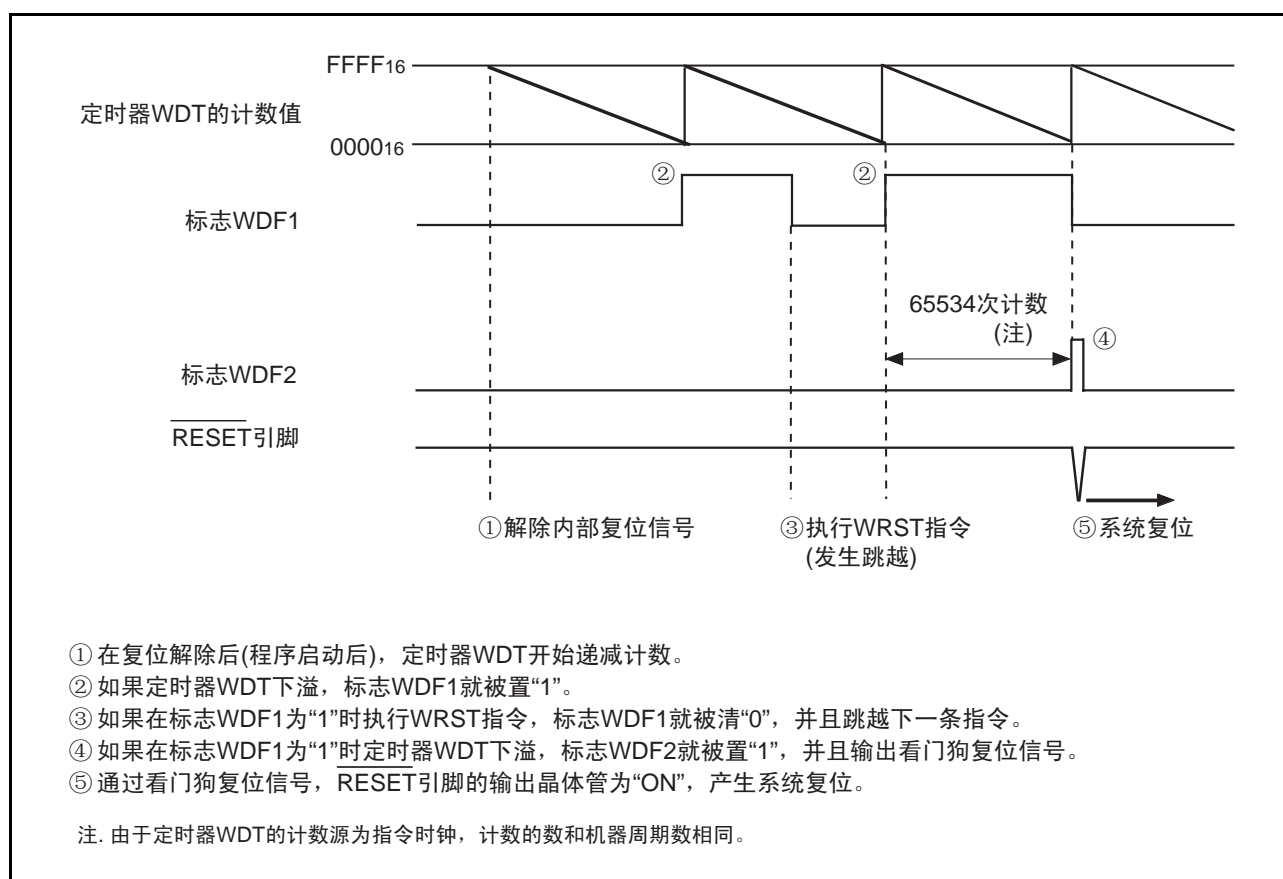 FFFF16
定时器WDT的计数值
000016
②
②
标志WDF1
65534次计数
(注)
④
标志WDF2
RESET引脚
①解除内部复位信号
③执行WRST指令
(发生跳越)
⑤系统复位
①在复位解除后(程序启动后)，定时器WDT开始递减计数。
②如果定时器WDT下溢，标志WDF1就被置“1”。
③如果在标志WDF1为“1”时执行WRST指令，标志WDF1就被清“0”，并且跳越下一条指令。
④如果在标志WDF1为“1”时定时器WDT下溢，标志WDF2就被置“1”，并且输出看门狗复位信号。
⑤通过看门狗复位信号，RESET引脚的输出晶体管为“ON”，产生系统复位。
注. 由于定时器WDT的计数源为指令时钟，计数的数和机器周期数相同。